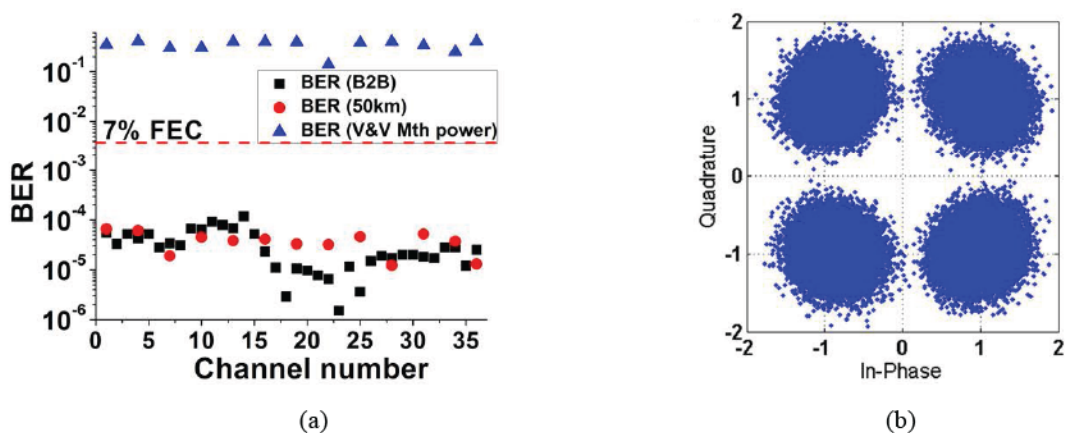 10^-1
10^-2
10^-3
10^-4
10^-5
10^-6
BER
BER (B2B)
BER (50km)
BER (V&V Mth power)
7% FEC
0 5 10 15 20 25 30 35
Channel number
(a)
2
1
0
-1
-2
Quadrature
-2 -1 0 1 2
In-Phase
(b)